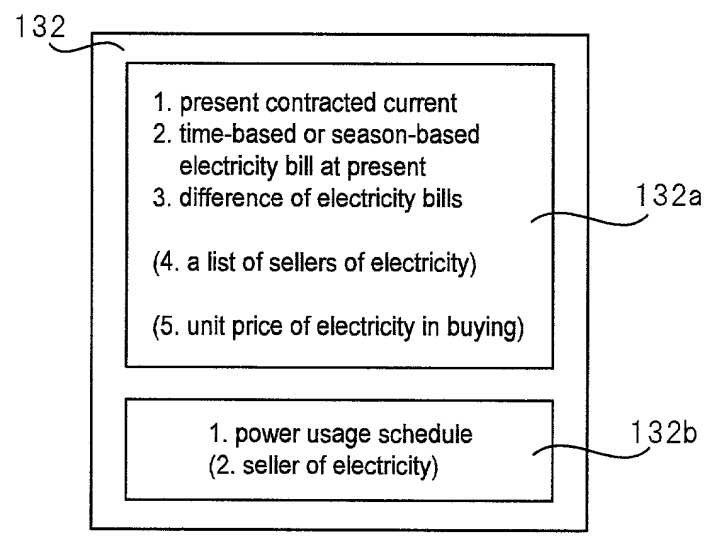 132
1. present contracted current
2. time-based or season-based
electricity bill at present
3. difference of electricity bills
132a
(4. a list of sellers of electricity)
(5. unit price of electricity in buying)
1. power usage schedule
132b
(2. seller of electricity)